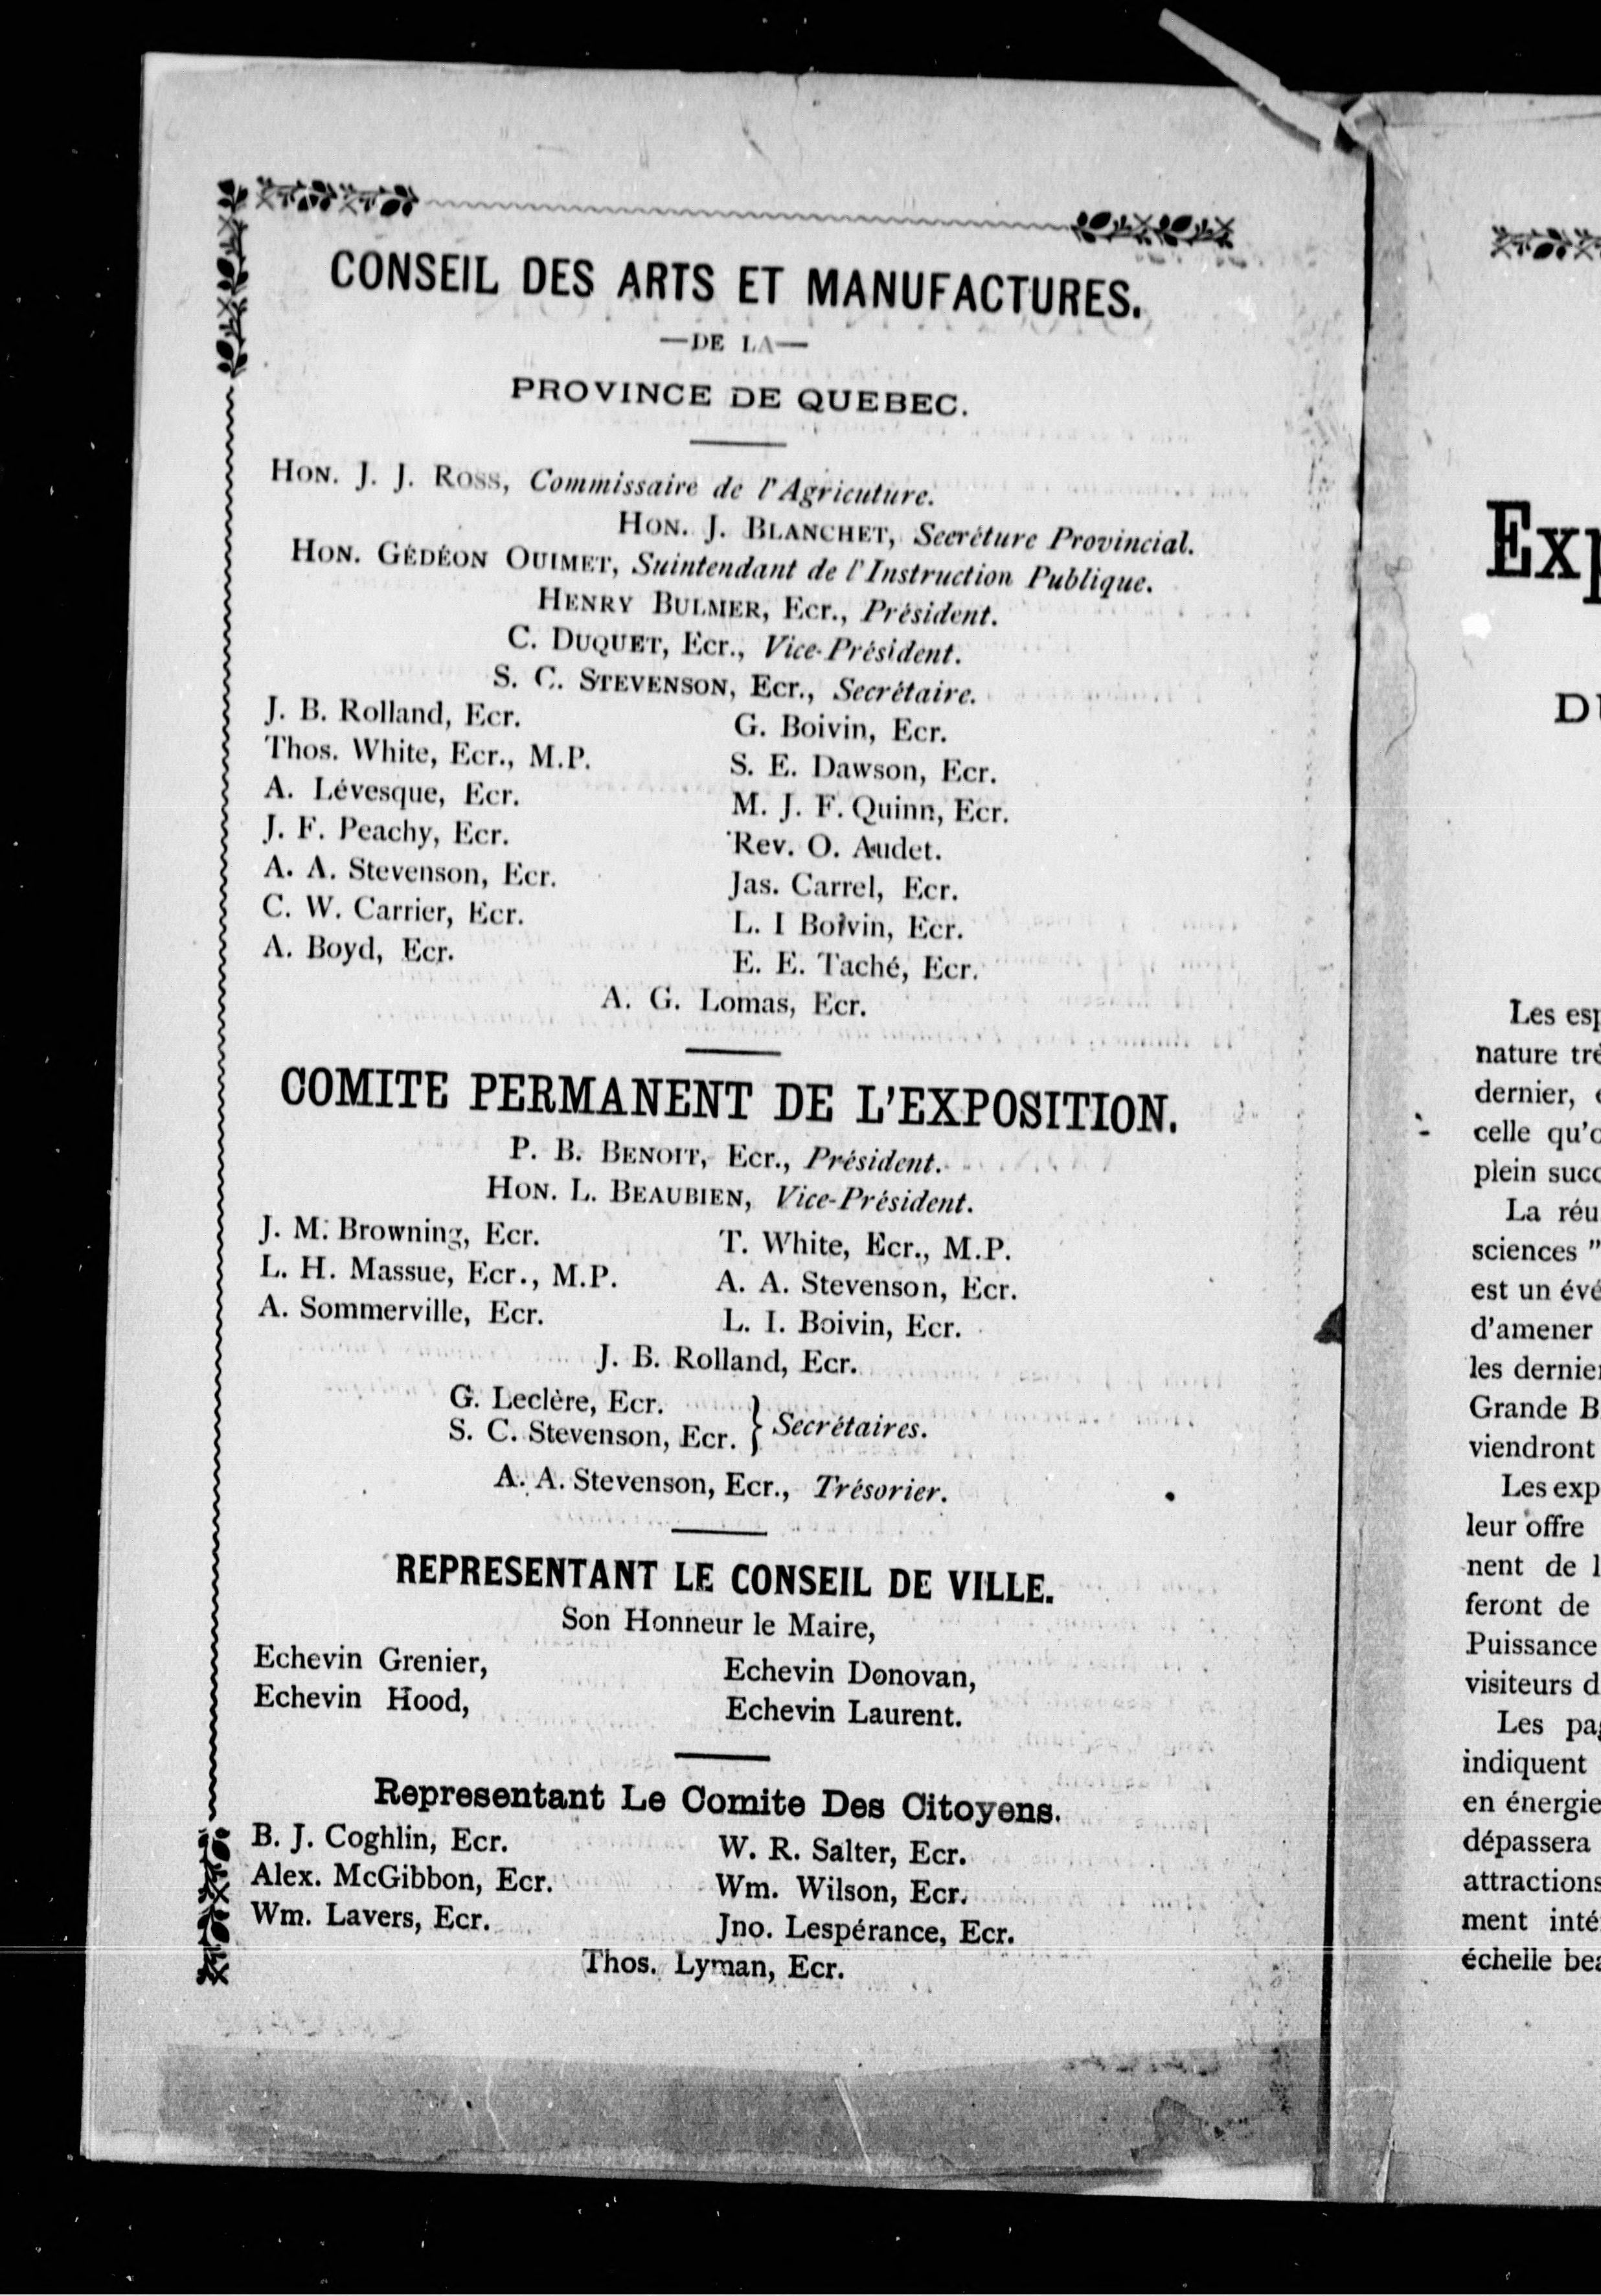 CONSEIL DES ARTS ET MANUFACTURES.
—DE LA—
PROVINCE DE QUEBEC.
HON. J. J. ROSS, Commissaire de l'Agricuture.
HON. J. BLANCHET, Secréture Provincial.
HON. GÉDÉON OUIMET, Suintendant de l'Instruction Publique.
HENRY BULMER, Ecr., Président.
C. DUQUET, Ecr., Vice-Président.
S. C. STEVENSON, Ecr., Secrétaire.
J. B. Rolland, Ecr.
Thos. White, Ecr., M.P.
A. Lévesque, Ecr.
J. F. Peachy, Ecr.
A. A. Stevenson, Ecr.
C. W. Carrier, Ecr.
A. Boyd, Ecr.
G. Boivin, Ecr.
S. E. Dawson, Ecr.
M. J. F. Quinn, Ecr.
Rev. O. Audet.
Jas. Carrel, Ecr.
L. I Boivin, Ecr.
E. E. Taché, Ecr.
A. G. Lomas, Ecr.
COMITE PERMANENT DE L'EXPOSITION.
P. B. BENOIT, Ecr., Président.
HON. L. BEAUBIEN, Vice-Président.
J. M. Browning, Ecr.
L. H. Massue, Ecr., M.P.
A. Sommerville, Ecr.
T. White, Ecr., M.P.
A. A. Stevenson, Ecr.
L. I. Boivin, Ecr.
J. B. Rolland, Ecr.
G. Leclère, Ecr.
S. C. Stevenson, Ecr. } Secrétaires.
A. A. Stevenson, Ecr., Trésorier.
REPRESENTANT LE CONSEIL DE VILLE.
Son Honneur le Maire,
Echevin Grenier,
Echevin Hood,
Echevin Donovan,
Echevin Laurent.
Representant Le Comite Des Citoyens.
B. J. Coghlin, Ecr.
Alex. McGibbon, Ecr.
Wm. Lavers, Ecr.
W. R. Salter, Ecr.
Wm. Wilson, Ecr.
Jno. Lespérance, Ecr.
Thos. Lyman, Ecr.
Exp
DU
Les esp
nature trè
dernier,
celle qu'o
plein succ
La réu
sciences "
est un évé
d'amener
les dernier
Grande B
viendront
Les exp
leur offre
nent de l
feront de
Puissance
visiteurs d
Les pag
indiquent
en énergie
dépassera
attractions
ment inté
échelle bea